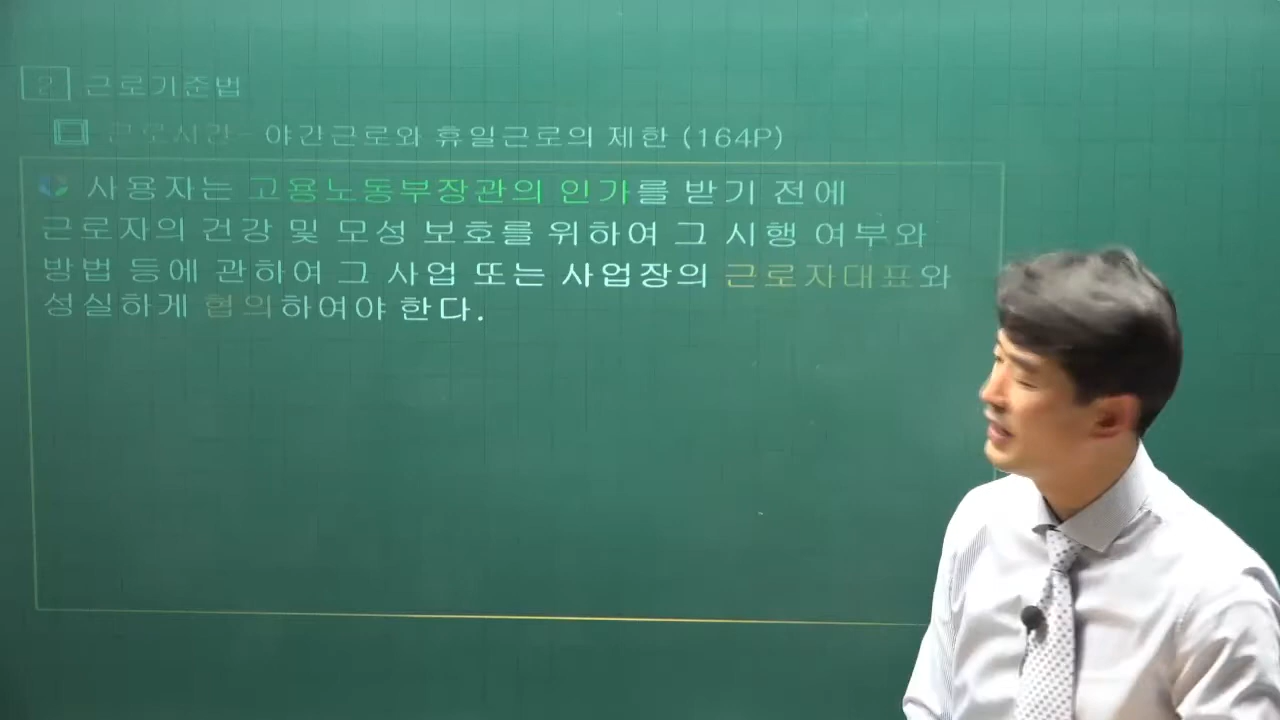 2 근로기준법
근로시간 - 야간근로와 휴일근로의 제한 (164P)
사용자는 고용노동부장관의 인가를 받기 전에
근로자의 건강 및 모성 보호를 위하여 그 시행 여부와
방법 등에 관하여 그 사업 또는 사업장의 근로자대표와
성실하게 협의하여야 한다.